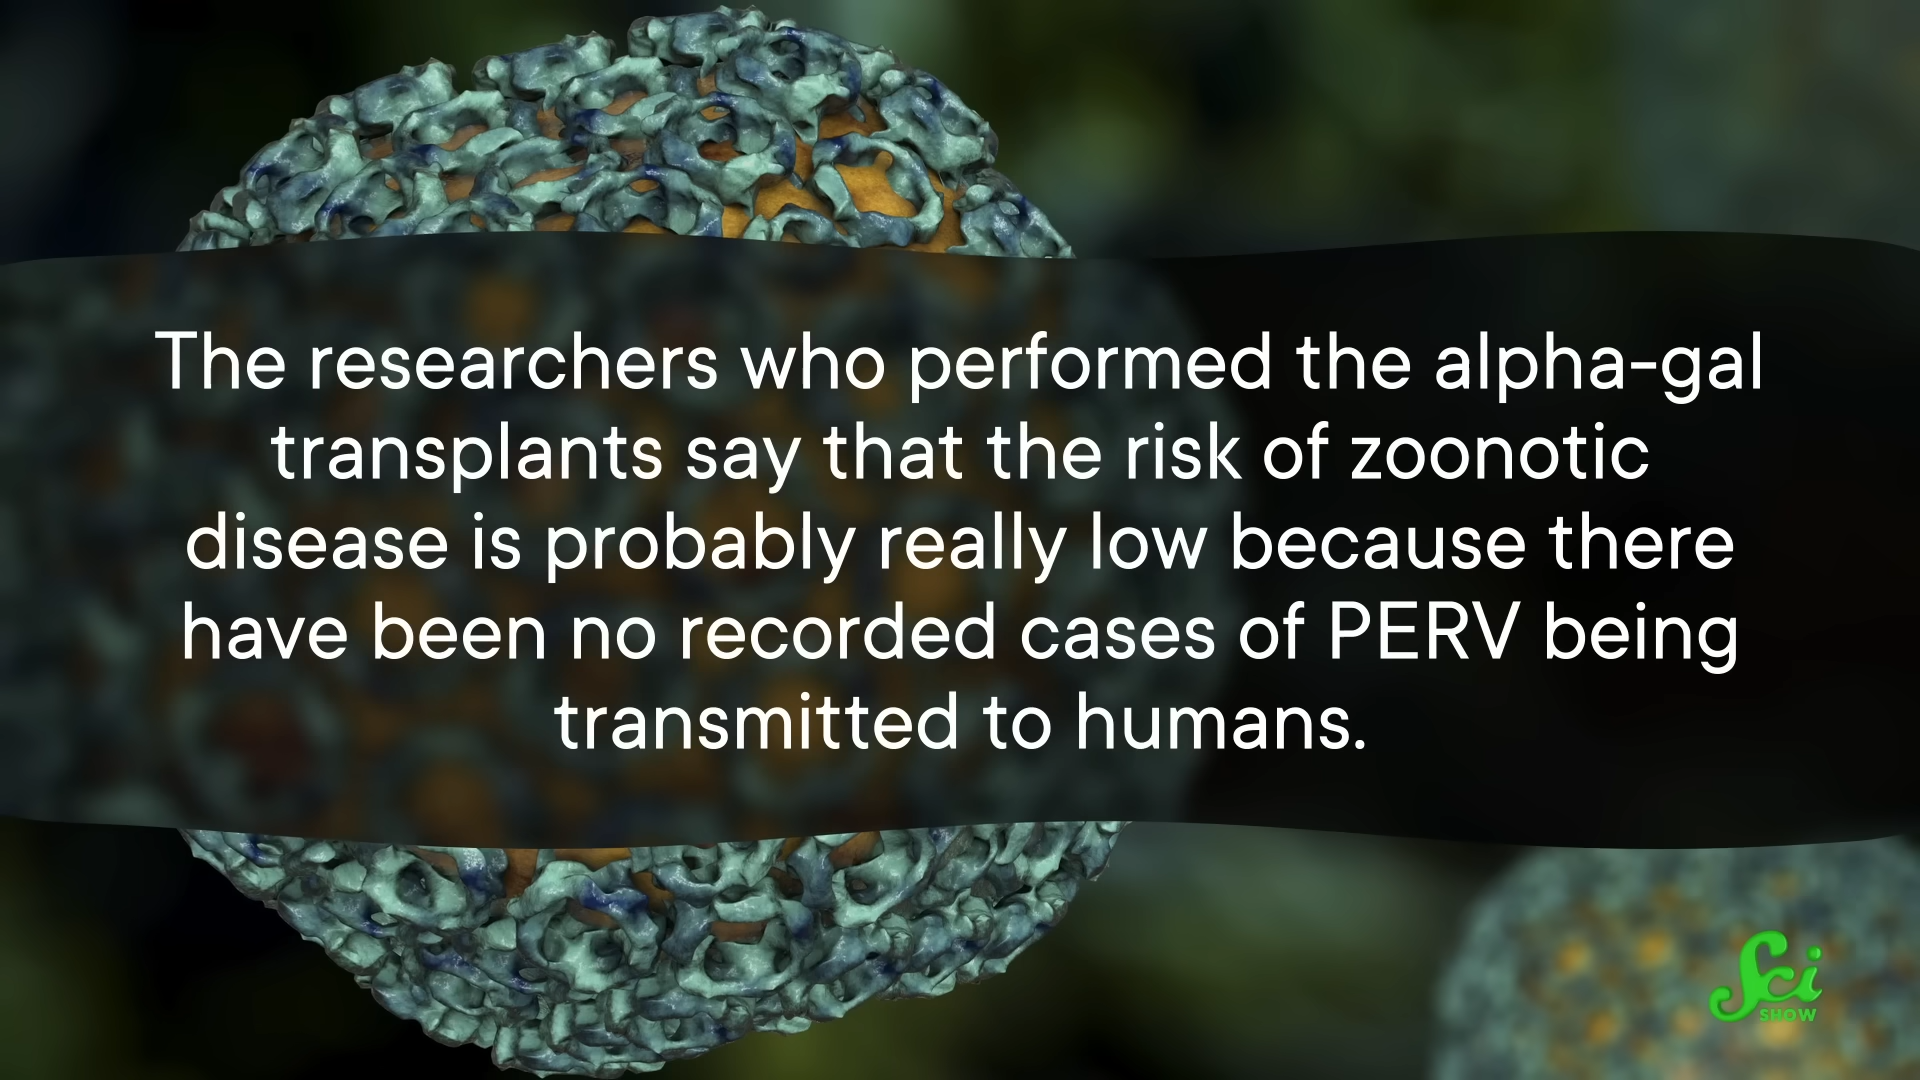 The researchers who performed the alpha-gal
transplants say that the risk of zoonotic
disease is probably really low because there
have been no recorded cases of PERV being
transmitted to humans.
Sci
SHOW